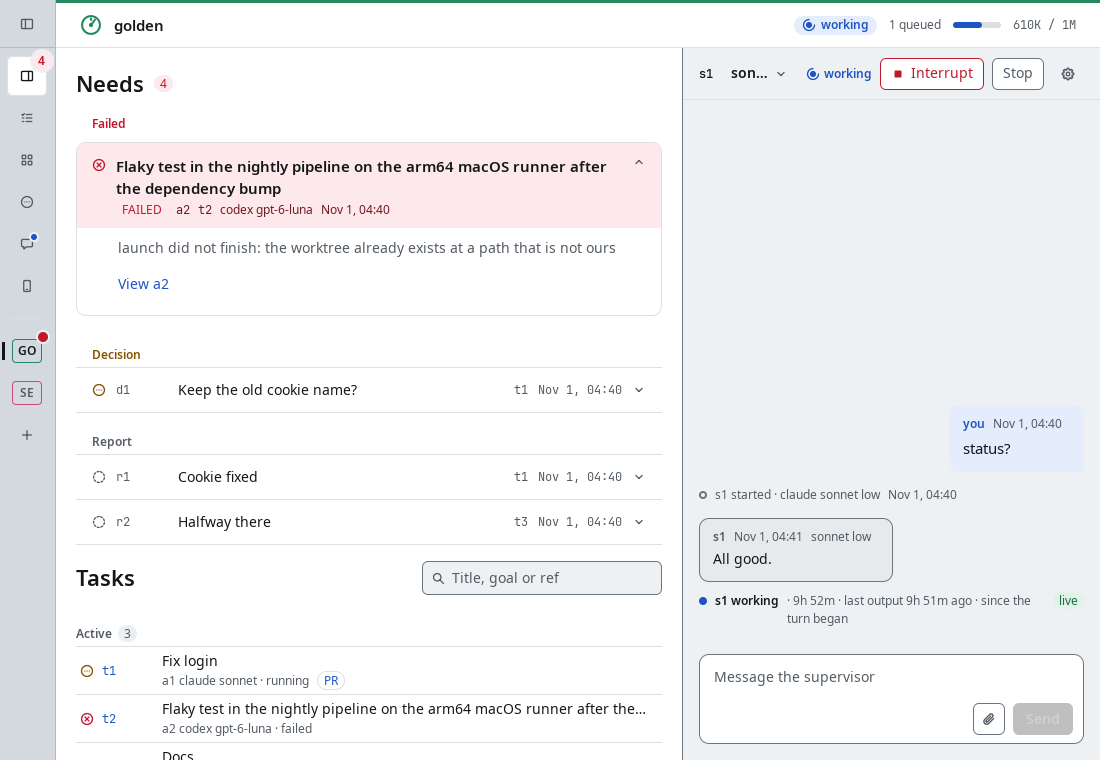 golden
working
1 queued
610K / 1M
4
GO
SE
Needs 4
Failed
Flaky test in the nightly pipeline on the arm64 macOS runner after
the dependency bump
FAILED a2 t2 codex gpt-6-luna Nov 1, 04:40
launch did not finish: the worktree already exists at a path that is not ours
View a2
Decision
d1 Keep the old cookie name? t1 Nov 1, 04:40
Report
r1 Cookie fixed t1 Nov 1, 04:40
r2 Halfway there t3 Nov 1, 04:40
Tasks
Title, goal or ref
Active 3
t1 Fix login
a1 claude sonnet · running PR
t2 Flaky test in the nightly pipeline on the arm64 macOS runner after the...
a2 codex gpt-6-luna · failed
Docs
s1 son... working Interrupt Stop
you Nov 1, 04:40
status?
s1 started · claude sonnet low Nov 1, 04:40
s1 Nov 1, 04:41 sonnet low
All good.
s1 working · 9h 52m · last output 9h 51m ago · since the live
turn began
Message the supervisor
Send